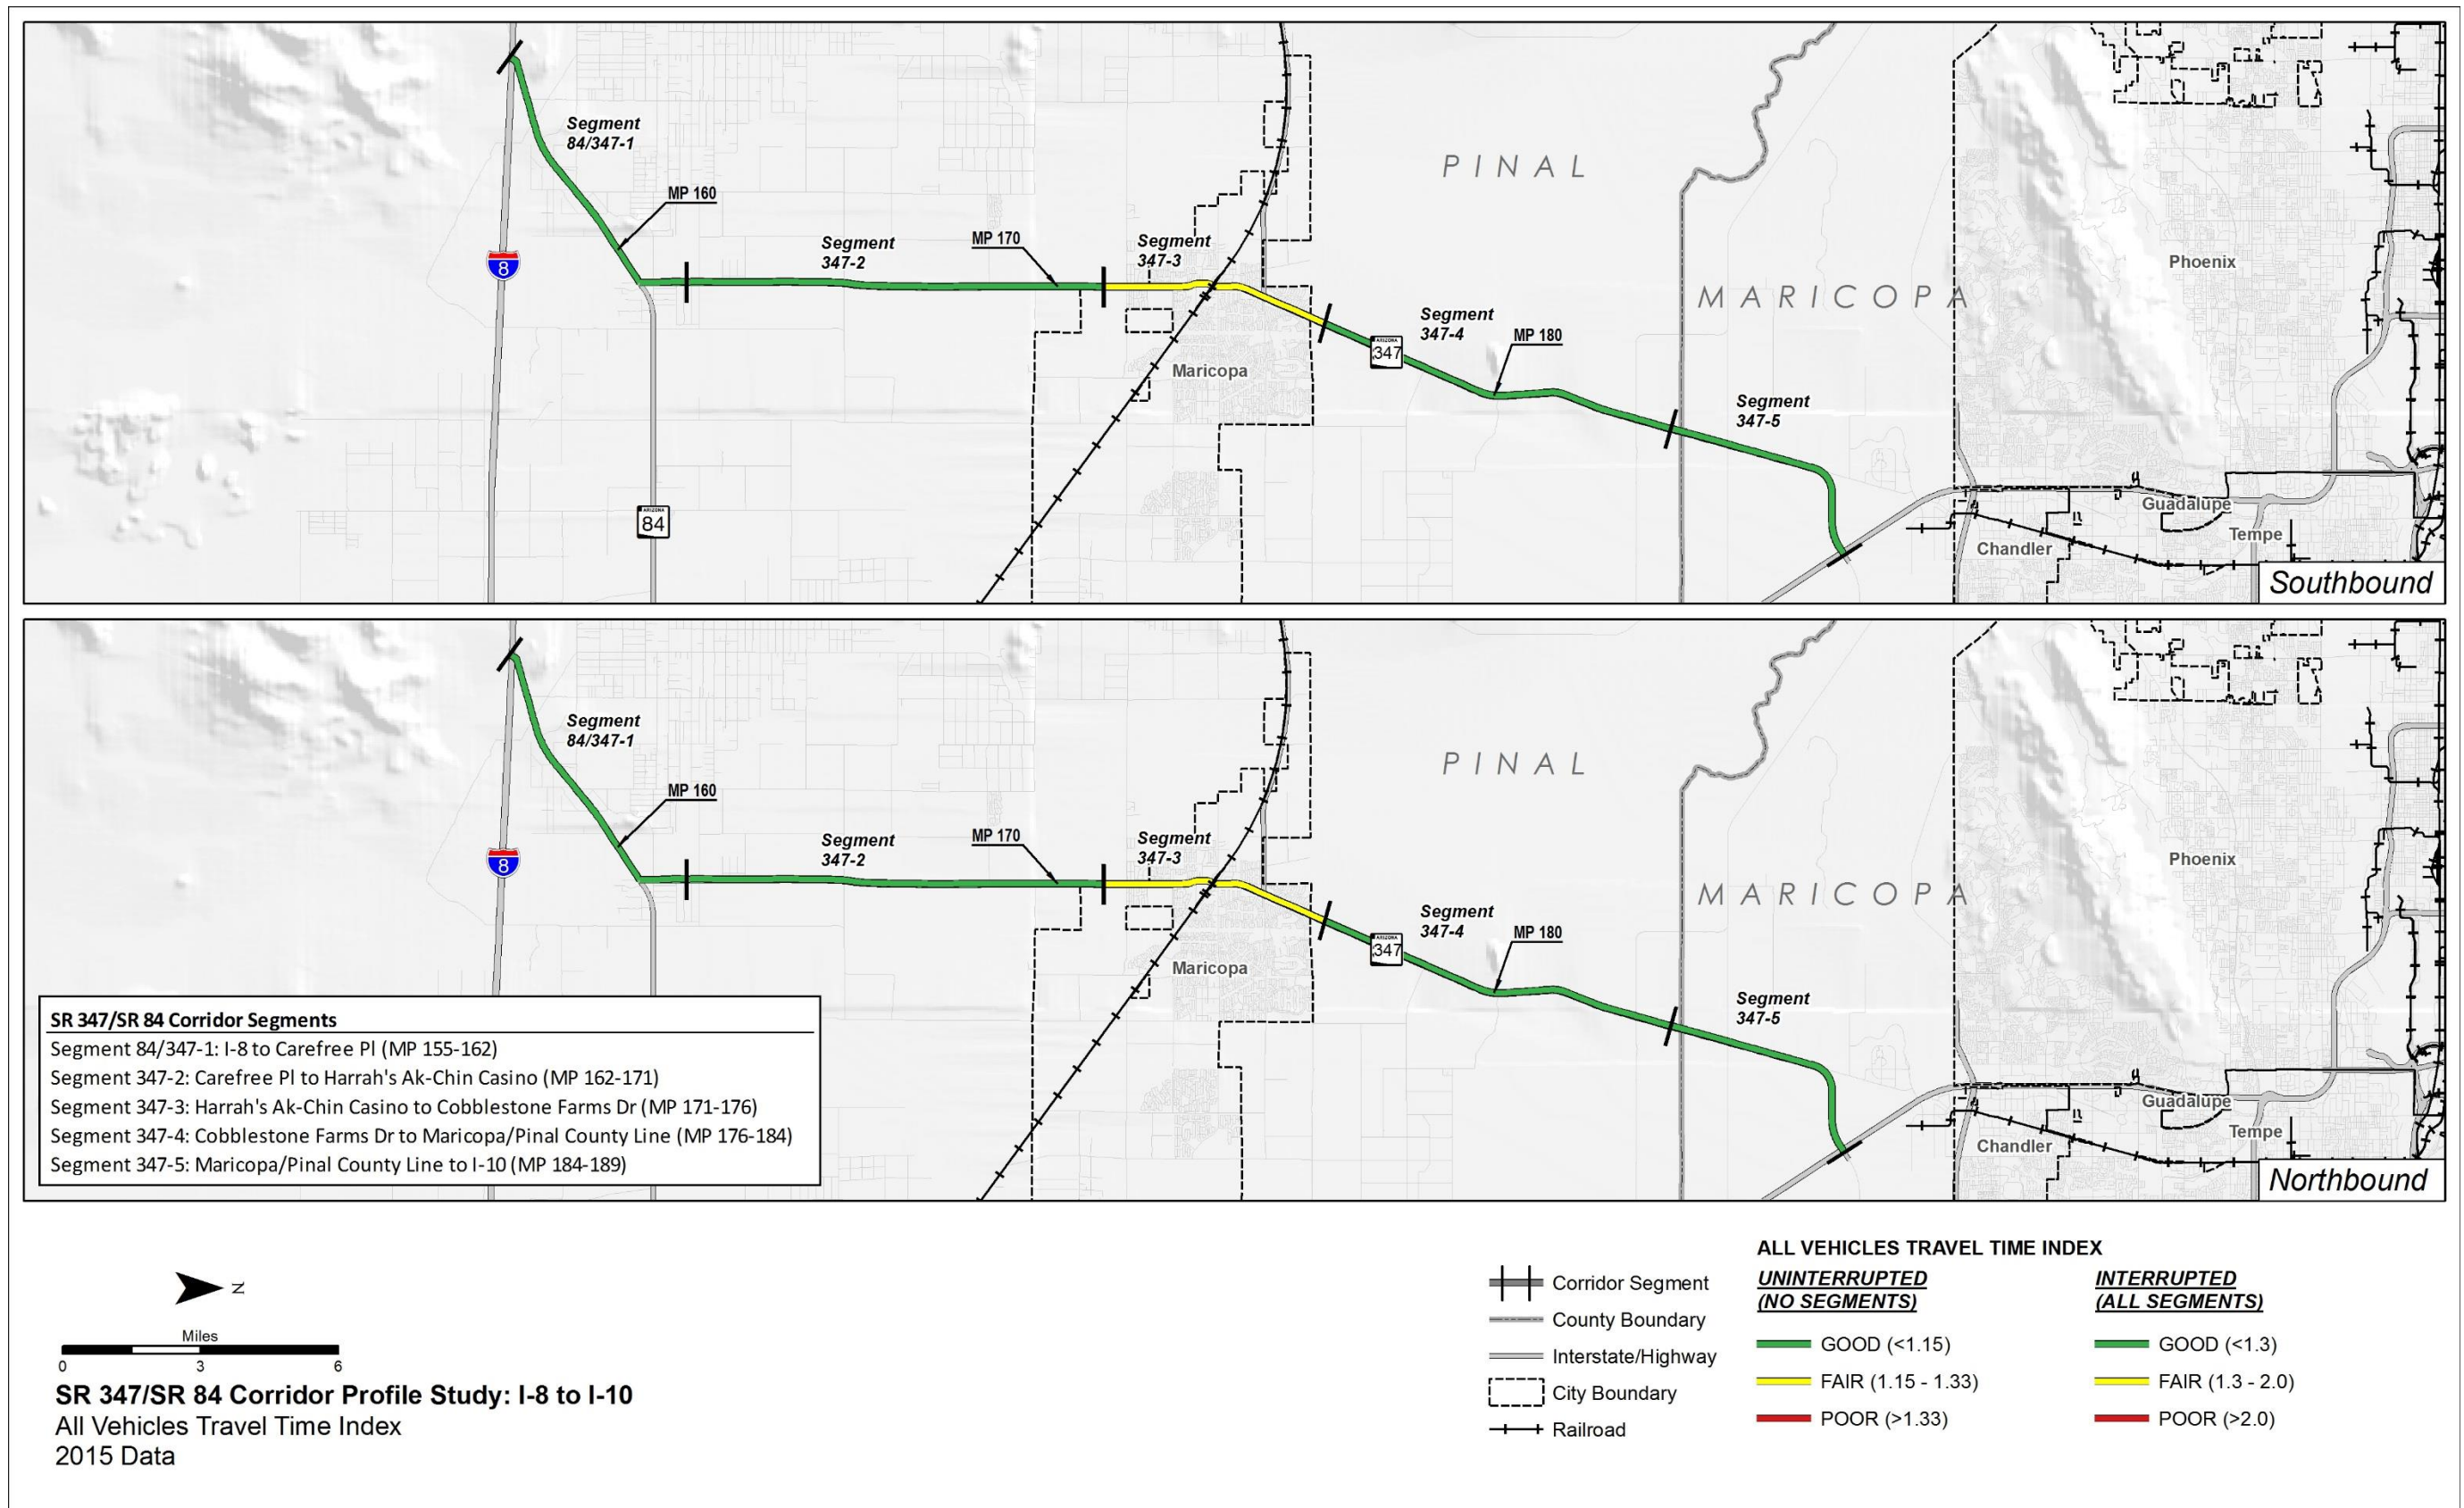 Segment
84/347-1
MP 160
8
Segment
347-2
MP 170
Segment
347-3
PINAL
MARICOPA
Phoenix
Segment
347-4
ARIZONA
347
MP 180
Maricopa
Segment
347-5
ARIZONA
84
Guadalupe
Tempe
Chandler
Southbound
Segment
84/347-1
MP 160
8
Segment
347-2
MP 170
Segment
347-3
PINAL
MARICOPA
Phoenix
Segment
347-4
ARIZONA
347
MP 180
Maricopa
Segment
347-5
Guadalupe
Tempe
Chandler
Northbound
SR 347/SR 84 Corridor Segments
Segment 84/347-1: I-8 to Carefree Pl (MP 155-162)
Segment 347-2: Carefree Pl to Harrah's Ak-Chin Casino (MP 162-171)
Segment 347-3: Harrah's Ak-Chin Casino to Cobblestone Farms Dr (MP 171-176)
Segment 347-4: Cobblestone Farms Dr to Maricopa/Pinal County Line (MP 176-184)
Segment 347-5: Maricopa/Pinal County Line to I-10 (MP 184-189)
N
Miles
0 3 6
SR 347/SR 84 Corridor Profile Study: I-8 to I-10
All Vehicles Travel Time Index
2015 Data
Corridor Segment
County Boundary
Interstate/Highway
City Boundary
Railroad
ALL VEHICLES TRAVEL TIME INDEX
UNINTERRUPTED
(NO SEGMENTS)
GOOD (<1.15)
FAIR (1.15 - 1.33)
POOR (>1.33)
INTERRUPTED
(ALL SEGMENTS)
GOOD (<1.3)
FAIR (1.3 - 2.0)
POOR (>2.0)